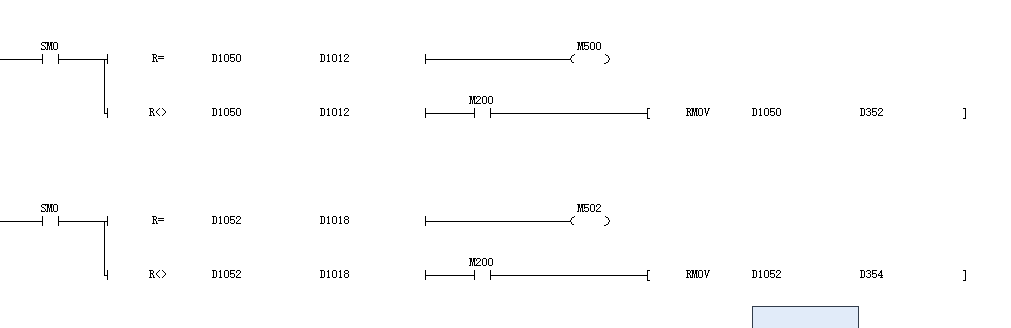 SM0 M500
R= D1050 D1012
M200
R<> D1050 D1012 RMOV D1050 D352
SM0 M502
R= D1052 D1018
M200
R<> D1052 D1018 RMOV D1052 D354